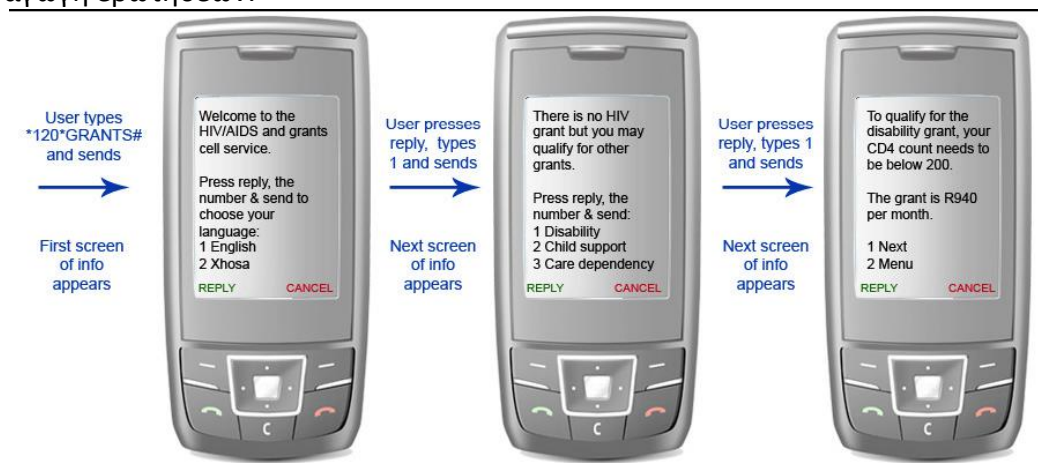 User types
*120*GRANTS#
and sends
First screen
of info
appears
Welcome to the
HIV/AIDS and grants
cell service.
Press reply, the
number & send to
choose your
language:
1 English
2 Xhosa
REPLY CANCEL
C
User presses
reply, types
1 and sends
Next screen
of info
appears
There is no HIV
grant but you may
qualify for other
grants.
Press reply, the
number & send:
1 Disability
2 Child support
3 Care dependency
REPLY CANCEL
C
User presses
reply, types 1
and sends
Next screen
of info
appears
To qualify for the
disability grant, your
CD4 count needs to
be below 200.
The grant is R940
per month.
1 Next
2 Menu
REPLY CANCEL
C